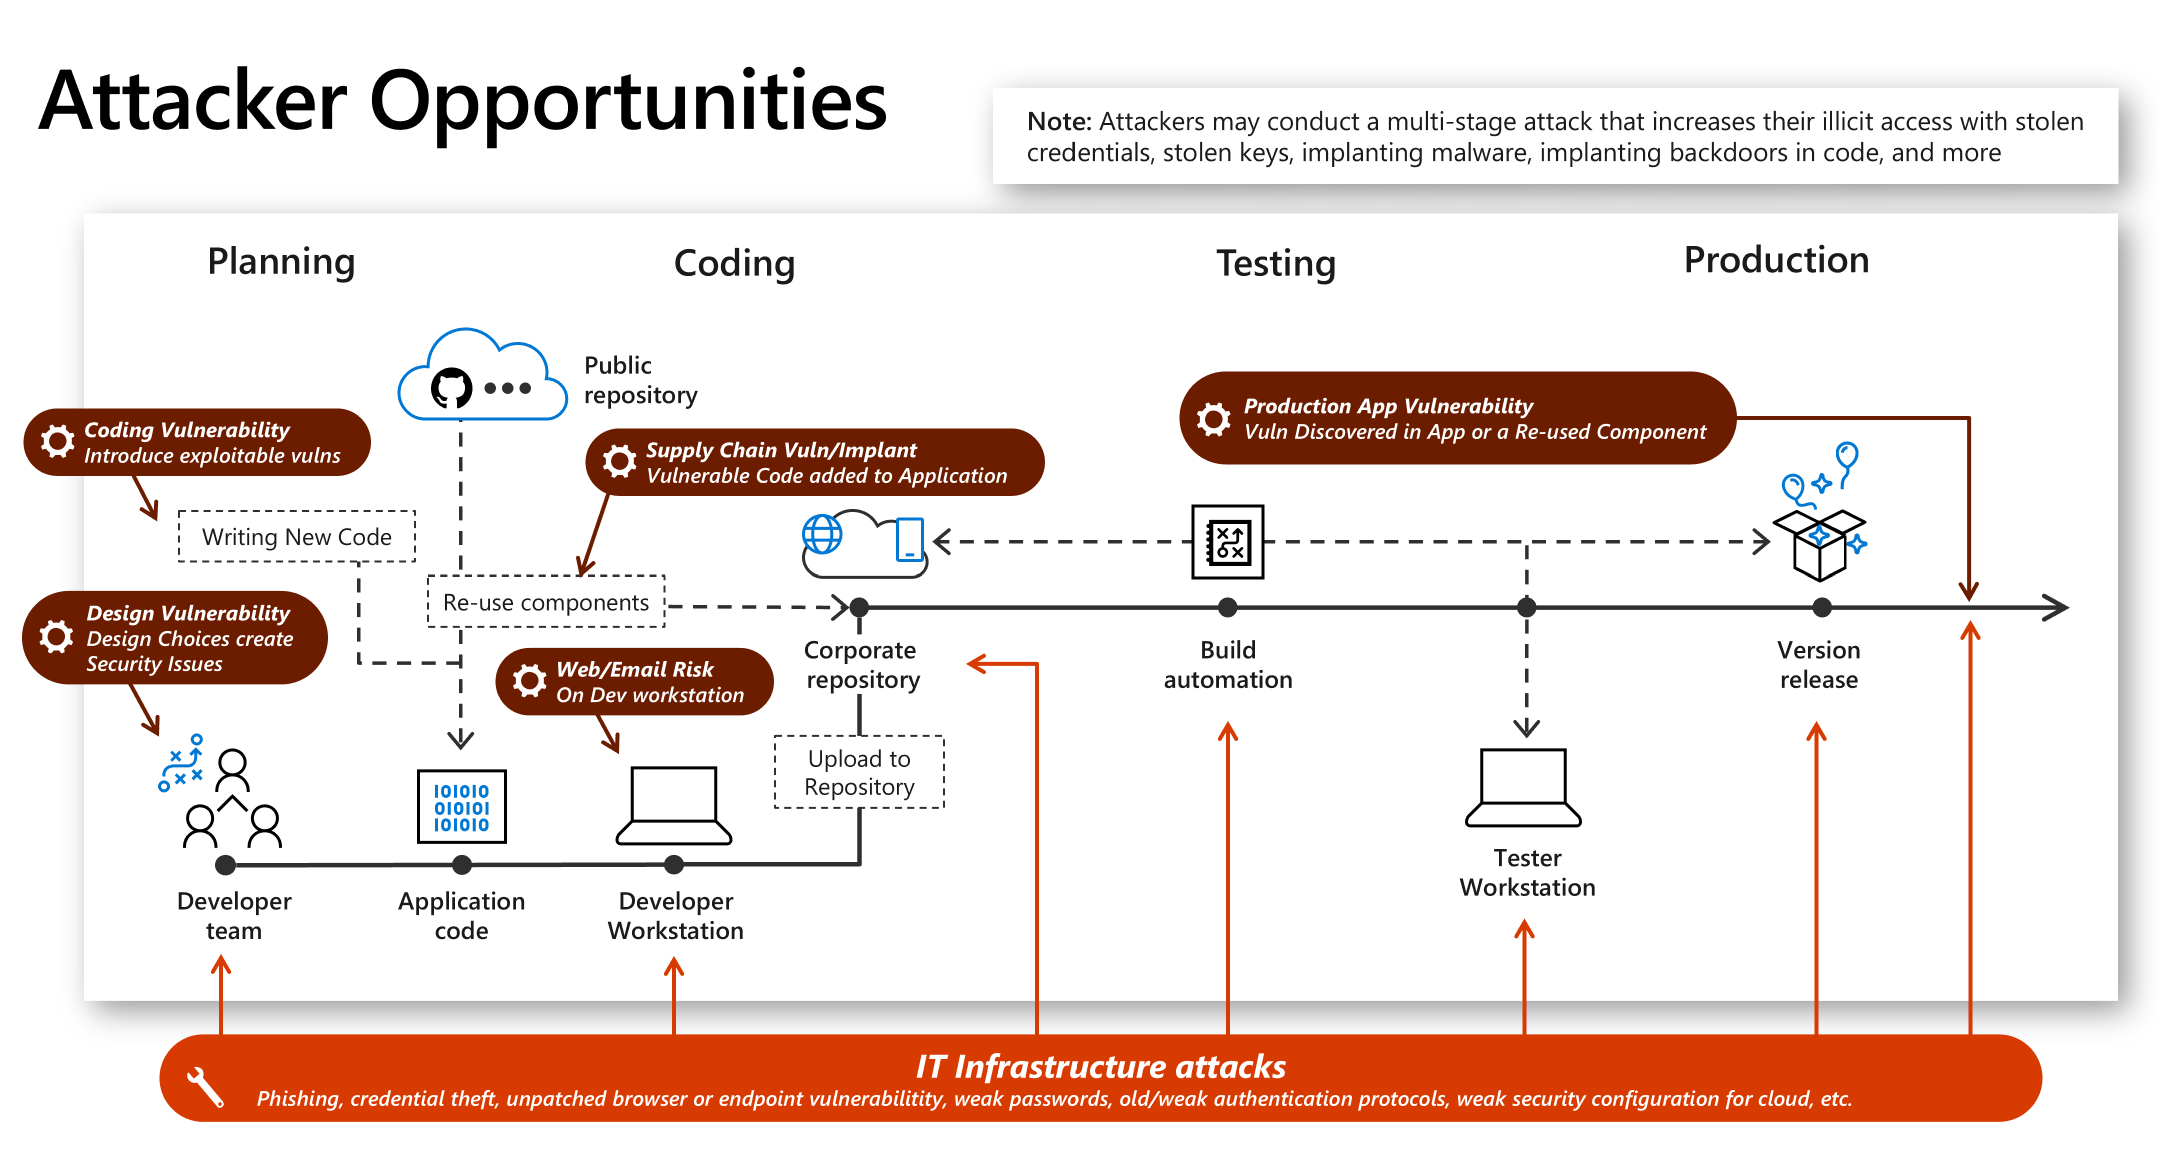 Attacker Opportunities
Note: Attackers may conduct a multi-stage attack that increases their illicit access with stolen
credentials, stolen keys, implanting malware, implanting backdoors in code, and more
Planning
Coding
Testing
Production
Public
repository
Coding Vulnerability
Introduce exploitable vulns
Supply Chain Vuln/Implant
Vulnerable Code added to Application
Production App Vulnerability
Vuln Discovered in App or a Re-used Component
Writing New Code
Re-use components
Design Vulnerability
Design Choices create
Security Issues
Web/Email Risk
On Dev workstation
Corporate
repository
Build
automation
Version
release
Upload to
Repository
101010
010101
101010
Developer
team
Application
code
Developer
Workstation
Tester
Workstation
IT Infrastructure attacks
Phishing, credential theft, unpatched browser or endpoint vulnerabilitity, weak passwords, old/weak authentication protocols, weak security configuration for cloud, etc.